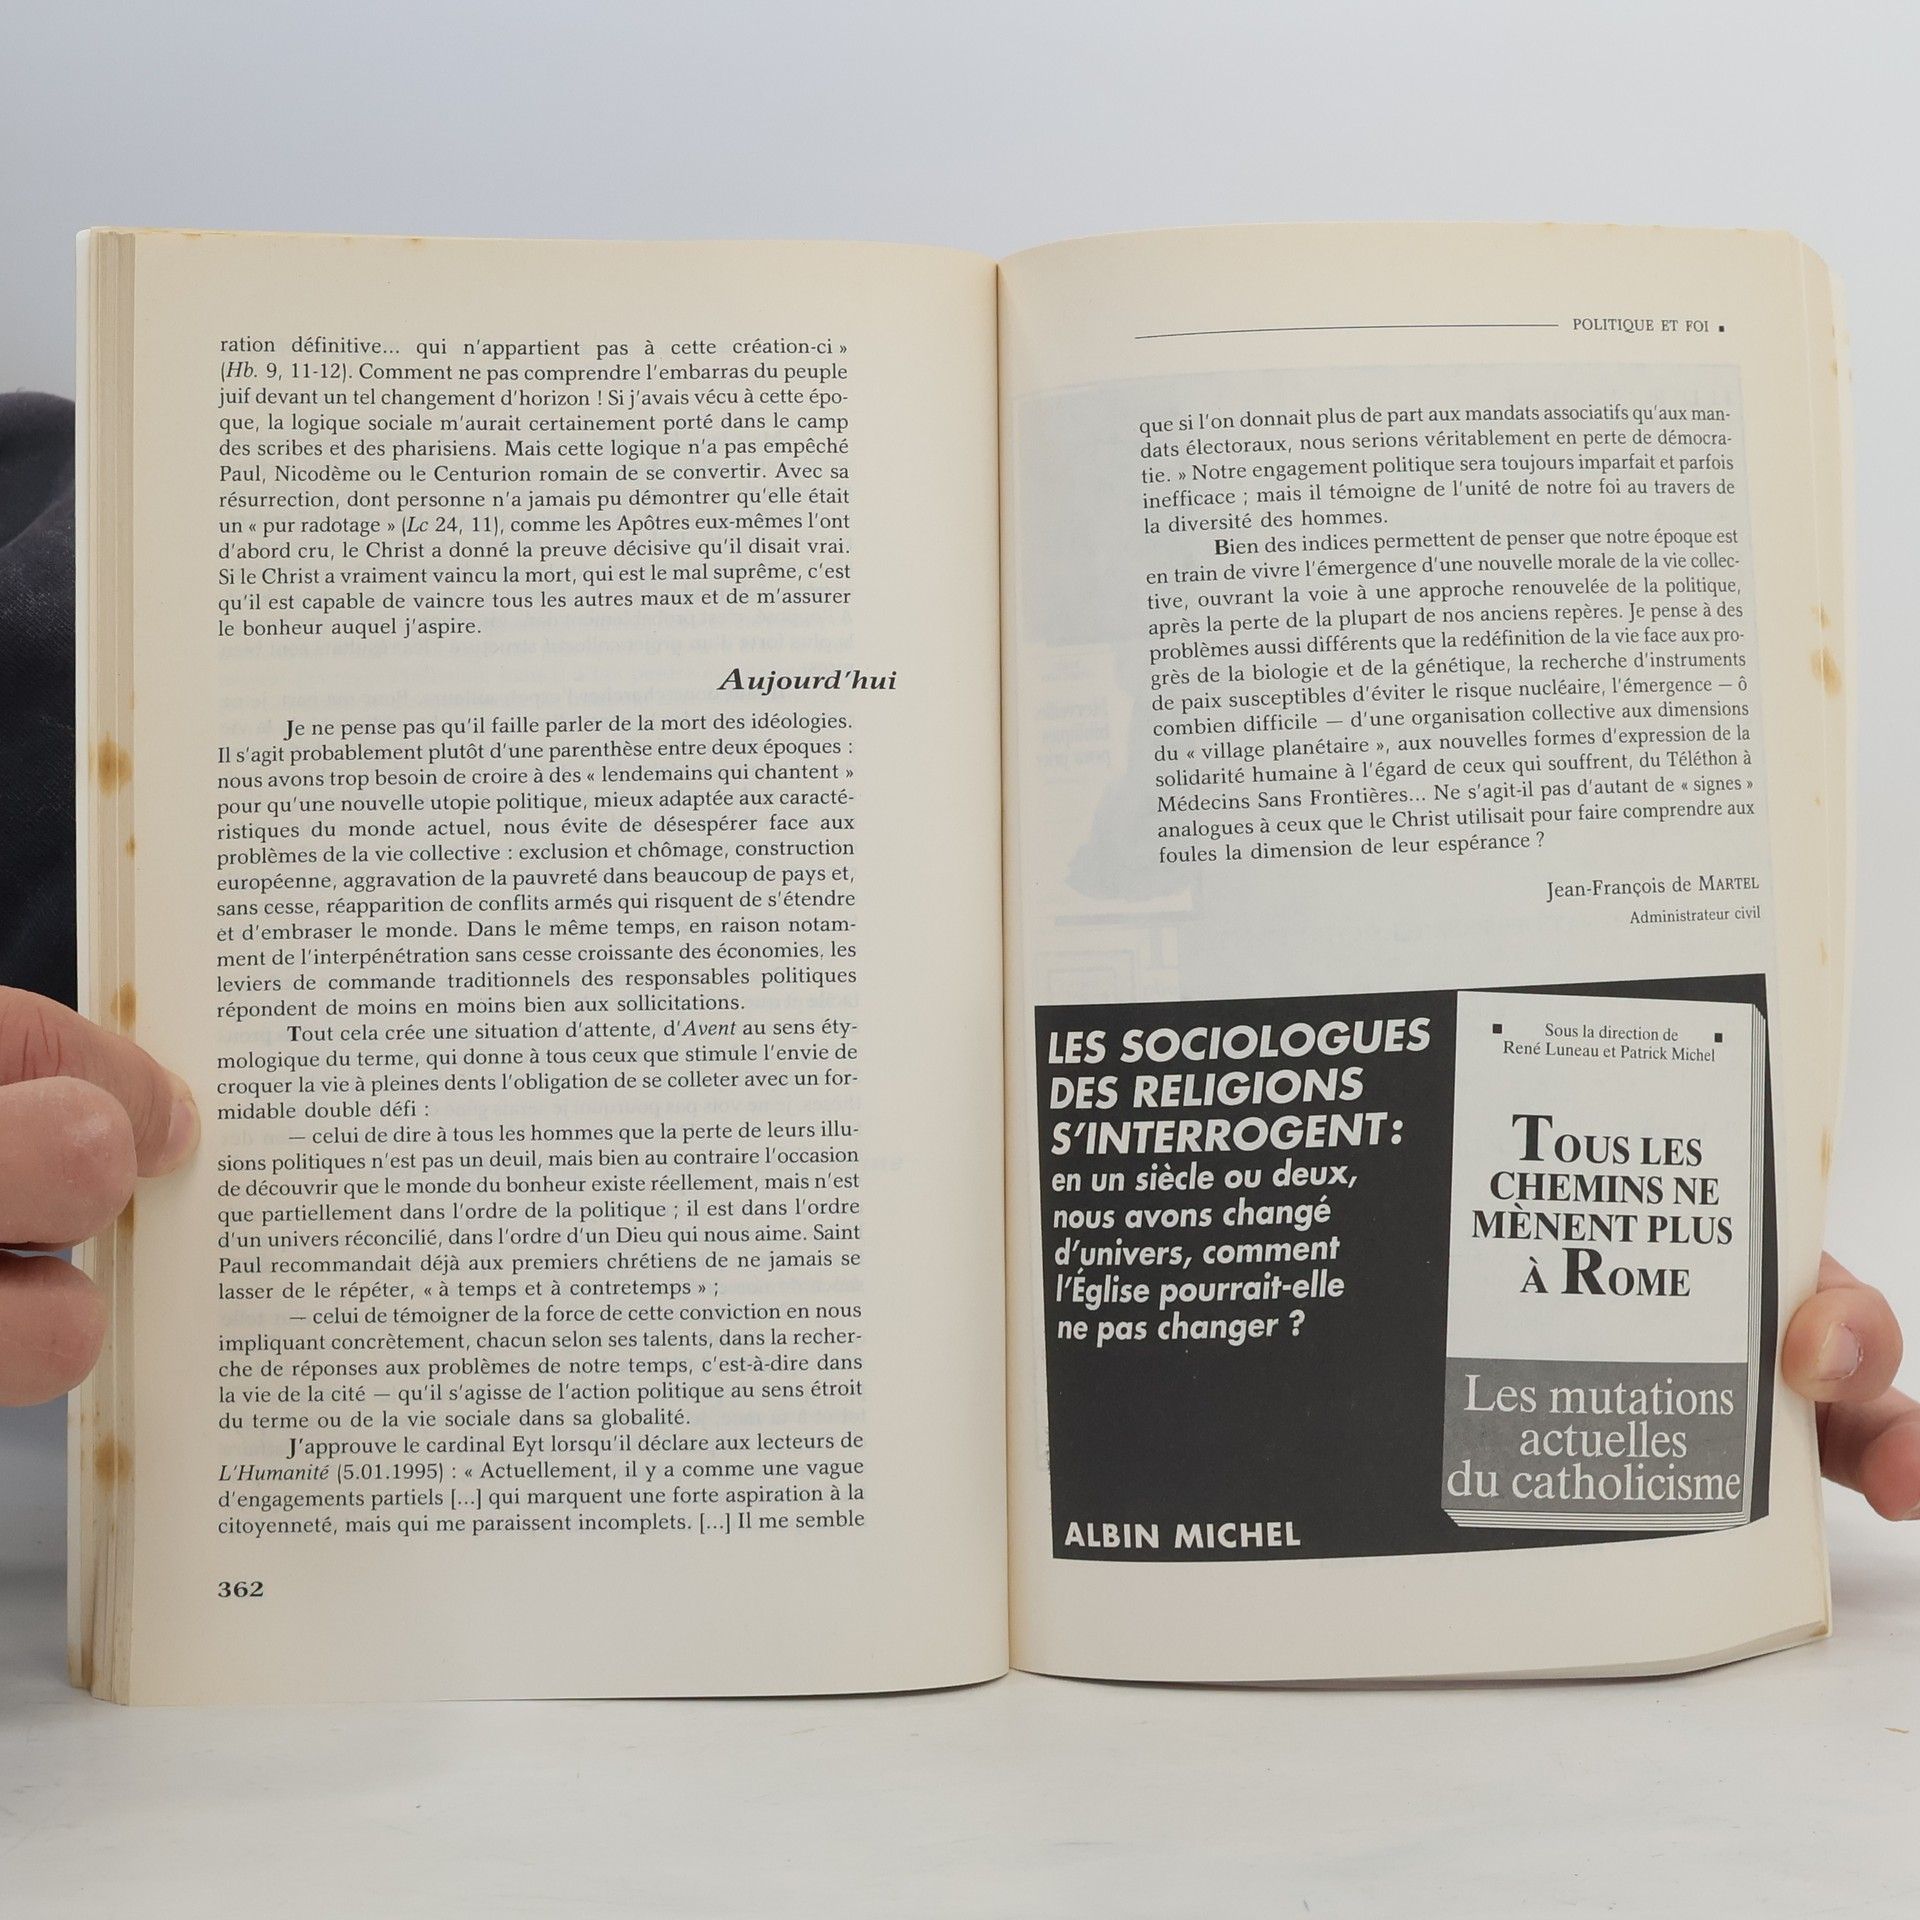 ration définitive... qui n'appartient pas à cette création-ci »
(Hb. 9, 11-12). Comment ne pas comprendre l'embarras du peuple
juif devant un tel changement d'horizon ! Si j'avais vécu à cette épo-
que, la logique sociale m'aurait certainement porté dans le camp
des scribes et des pharisiens. Mais cette logique n'a pas empêché
Paul, Nicodème ou le Centurion romain de se convertir. Avec sa
résurrection, dont personne n'a jamais pu démontrer qu'elle était
un « pur radotage » (Lc 24, 11), comme les Apôtres eux-mêmes l'ont
d'abord cru, le Christ a donné la preuve décisive qu'il disait vrai.
Si le Christ a vraiment vaincu la mort, qui est le mal suprême, c'est
qu'il est capable de vaincre tous les autres maux et de m'assurer
le bonheur auquel j'aspire.
Aujourd'hui
Je ne pense pas qu'il faille parler de la mort des idéologies.
Il s'agit probablement plutôt d'une parenthèse entre deux époques :
nous avons trop besoin de croire à des « lendemains qui chantent »
pour qu'une nouvelle utopie politique, mieux adaptée aux caracté-
ristiques du monde actuel, nous évite de désespérer face aux
problèmes de la vie collective : exclusion et chômage, construction
européenne, aggravation de la pauvreté dans beaucoup de pays et,
sans cesse, réapparition de conflits armés qui risquent de s'étendre
et d'embraser le monde. Dans le même temps, en raison notam-
ment de l'interpénétration sans cesse croissante des économies, les
leviers de commande traditionnels des responsables politiques
répondent de moins en moins bien aux sollicitations.
Tout cela crée une situation d'attente, d'Avent au sens éty-
mologique du terme, qui donne à tous ceux que stimule l'envie de
croquer la vie à pleines dents l'obligation de se colleter avec un for-
midable double défi :
— celui de dire à tous les hommes que la perte de leurs illu-
sions politiques n'est pas un deuil, mais bien au contraire l'occasion
de découvrir que le monde du bonheur existe réellement, mais n'est
que partiellement dans l'ordre de la politique ; il est dans l'ordre
d'un univers réconcilié, dans l'ordre d'un Dieu qui nous aime. Saint
Paul recommandait déjà aux premiers chrétiens de ne jamais se
lasser de le répéter, « à temps et à contretemps » ;
— celui de témoigner de la force de cette conviction en nous
impliquant concrètement, chacun selon ses talents, dans la recher-
che de réponses aux problèmes de notre temps, c'est-à-dire dans
la vie de la cité — qu'il s'agisse de l'action politique au sens étroit
du terme ou de la vie sociale dans sa globalité.
J'approuve le cardinal Eyt lorsqu'il déclare aux lecteurs de
L'Humanité (5.01.1995) : « Actuellement, il y a comme une vague
d'engagements partiels [...] qui marquent une forte aspiration à la
citoyenneté, mais qui me paraissent incomplets. [...] Il me semble
362
POLITIQUE ET FOI ■
que si l'on donnait plus de part aux mandats associatifs qu'aux man-
dats électoraux, nous serions véritablement en perte de démocra-
tie. » Notre engagement politique sera toujours imparfait et parfois
inefficace ; mais il témoigne de l'unité de notre foi au travers de
la diversité des hommes.
Bien des indices permettent de penser que notre époque est
en train de vivre l'émergence d'une nouvelle morale de la vie collec-
tive, ouvrant la voie à une approche renouvelée de la politique,
après la perte de la plupart de nos anciens repères. Je pense à des
problèmes aussi différents que la redéfinition de la vie face aux pro-
grès de la biologie et de la génétique, la recherche d'instruments
de paix susceptibles d'éviter le risque nucléaire, l'émergence — ô
combien difficile — d'une organisation collective aux dimensions
du « village planétaire », aux nouvelles formes d'expression de la
solidarité humaine à l'égard de ceux qui souffrent, du Téléthon à
Médecins Sans Frontières... Ne s'agit-il pas d'autant de « signes »
analogues à ceux que le Christ utilisait pour faire comprendre aux
foules la dimension de leur espérance ?
Jean-François de MARTEL
Administrateur civil
LES SOCIOLOGUES
DES RELIGIONS
S'INTERROGENT :
en un siècle ou deux,
nous avons changé
d'univers, comment
l'Église pourrait-elle
ne pas changer ?
ALBIN MICHEL
■ Sous la direction de ■
René Luneau et Patrick Michel
TOUS LES
CHEMINS NE
MÈNENT PLUS
À ROME
Les mutations
actuelles
du catholicisme